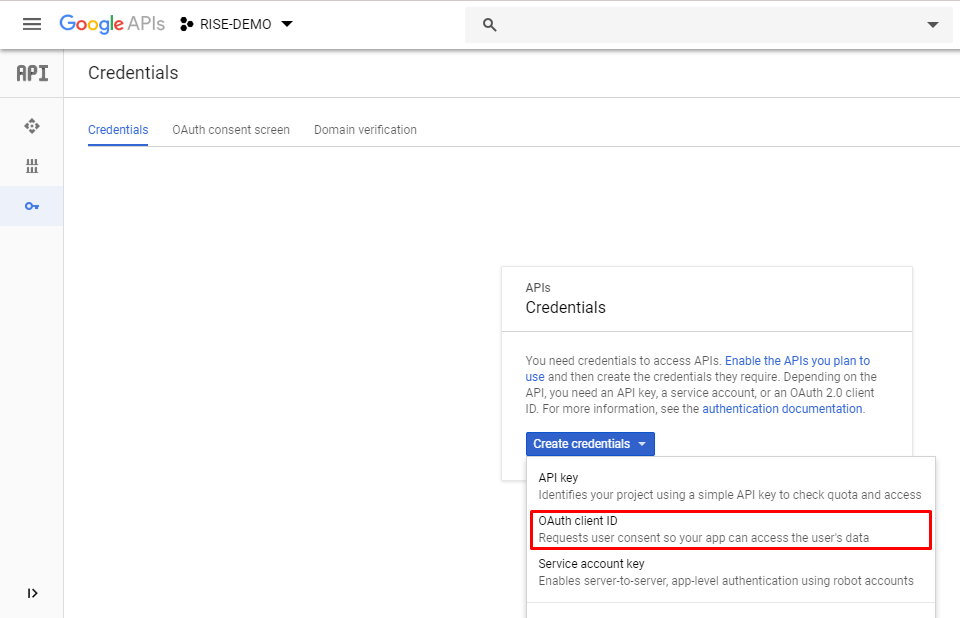 Google APIs RISE-DEMO
API Credentials
Credentials OAuth consent screen Domain verification
APIs
Credentials
You need credentials to access APIs. Enable the APIs you plan to
use and then create the credentials they require. Depending on the
API, you need an API key, a service account, or an OAuth 2.0 client
ID. For more information, see the authentication documentation.
Create credentials
API key
Identifies your project using a simple API key to check quota and access
OAuth client ID
Requests user consent so your app can access the user's data
Service account key
Enables server-to-server, app-level authentication using robot accounts